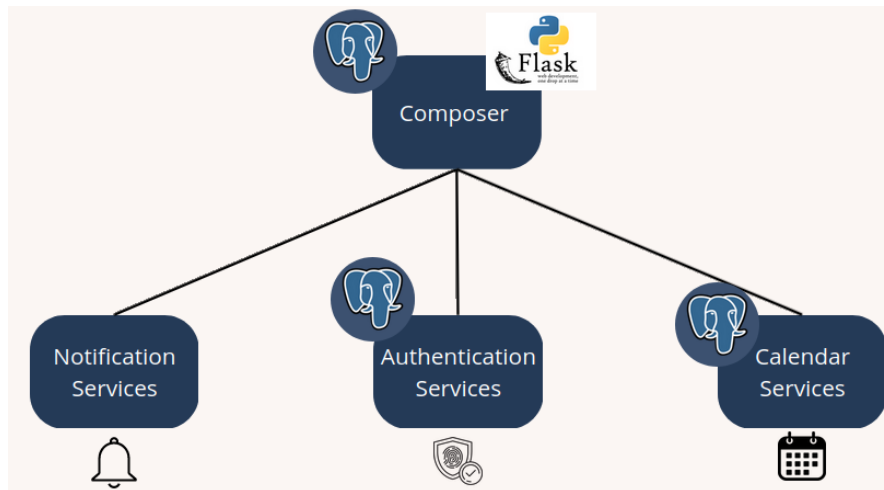 Flask
web development,
one drop at a time
Composer
Notification
Services
Authentication
Services
Calendar
Services